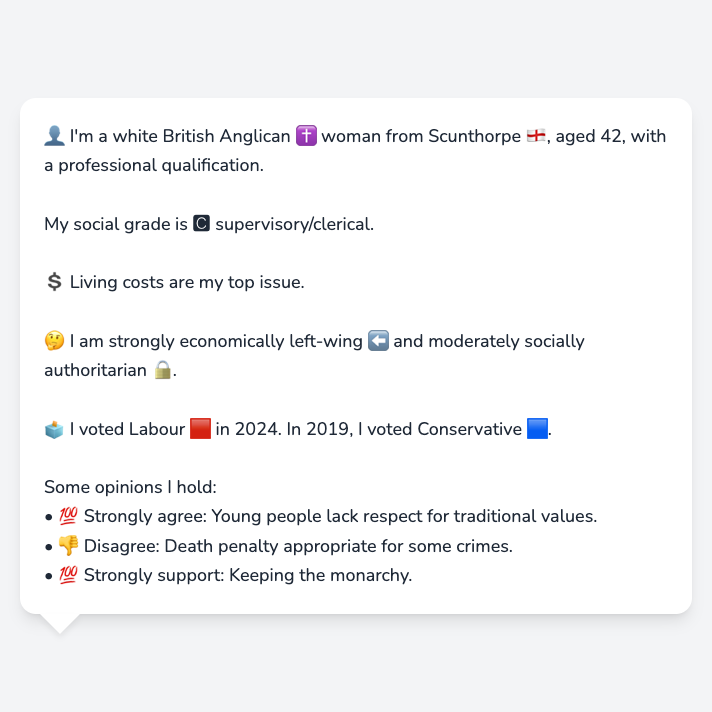 👤 I'm a white British Anglican ✝️ woman from Scunthorpe 🏴󠁧󠁢󠁥󠁮󠁧󠁿, aged 42, with
a professional qualification.
My social grade is 🅲 supervisory/clerical.
💲 Living costs are my top issue.
🤔 I am strongly economically left-wing ⬅️ and moderately socially
authoritarian 🔒.
🗳️ I voted Labour 🟥 in 2024. In 2019, I voted Conservative 🟦.
Some opinions I hold:
• 💯 Strongly agree: Young people lack respect for traditional values.
• 👎 Disagree: Death penalty appropriate for some crimes.
• 💯 Strongly support: Keeping the monarchy.